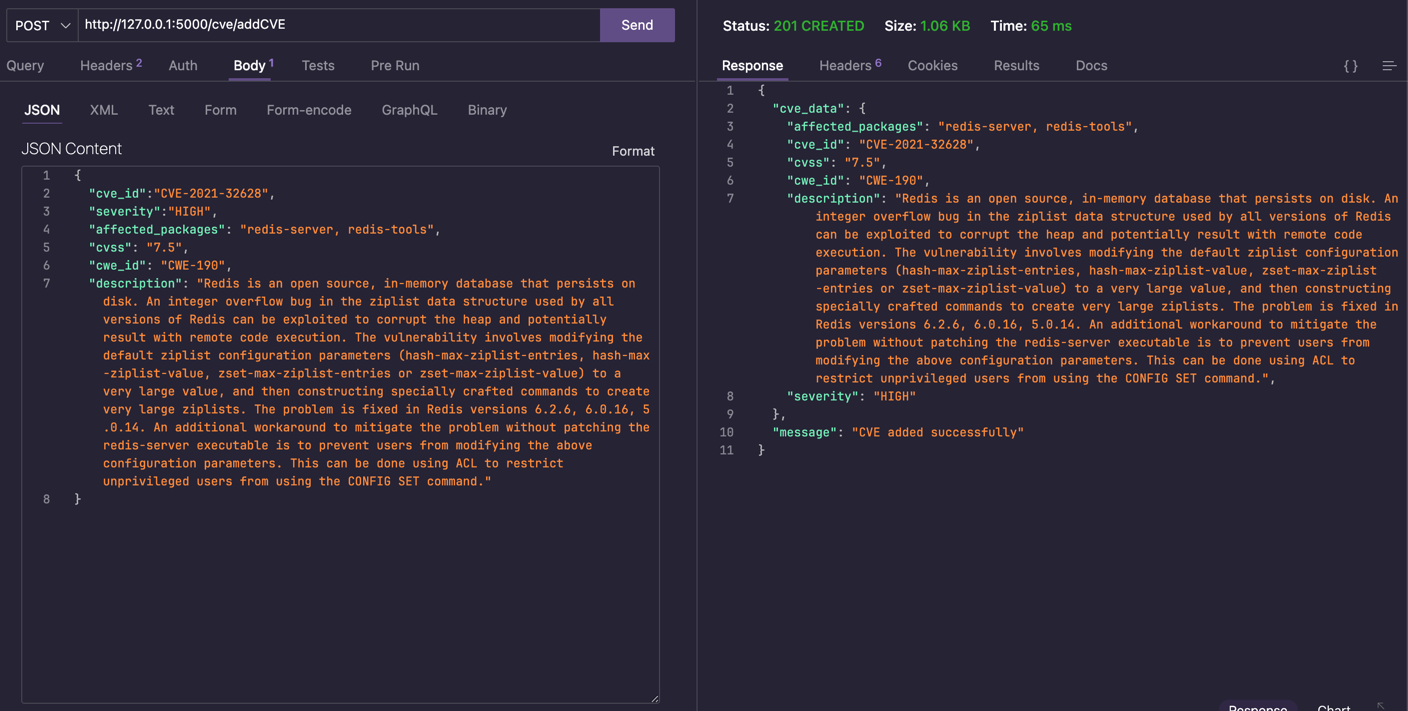 POST http://127.0.0.1:5000/cve/addCVE Send
Query Headers 2 Auth Body 1 Tests Pre Run
JSON XML Text Form Form-encode GraphQL Binary
JSON Content Format
1 {
2 "cve_id":"CVE-2021-32628",
3 "severity":"HIGH",
4 "affected_packages": "redis-server, redis-tools",
5 "cvss": "7.5",
6 "cwe_id": "CWE-190",
7 "description": "Redis is an open source, in-memory database that persists on
disk. An integer overflow bug in the ziplist data structure used by all
versions of Redis can be exploited to corrupt the heap and potentially
result with remote code execution. The vulnerability involves modifying the
default ziplist configuration parameters (hash-max-ziplist-entries, hash-max
-ziplist-value, zset-max-ziplist-entries or zset-max-ziplist-value) to a
very large value, and then constructing specially crafted commands to create
very large ziplists. The problem is fixed in Redis versions 6.2.6, 6.0.16, 5
.0.14. An additional workaround to mitigate the problem without patching the
redis-server executable is to prevent users from modifying the above
configuration parameters. This can be done using ACL to restrict
unprivileged users from using the CONFIG SET command."
8 }
Status: 201 CREATED Size: 1.06 KB Time: 65 ms
Response Headers 6 Cookies Results Docs { }
1 {
2 "cve_data": {
3 "affected_packages": "redis-server, redis-tools",
4 "cve_id": "CVE-2021-32628",
5 "cvss": "7.5",
6 "cwe_id": "CWE-190",
7 "description": "Redis is an open source, in-memory database that persists on disk. An
integer overflow bug in the ziplist data structure used by all versions of Redis
can be exploited to corrupt the heap and potentially result with remote code
execution. The vulnerability involves modifying the default ziplist configuration
parameters (hash-max-ziplist-entries, hash-max-ziplist-value, zset-max-ziplist
-entries or zset-max-ziplist-value) to a very large value, and then constructing
specially crafted commands to create very large ziplists. The problem is fixed in
Redis versions 6.2.6, 6.0.16, 5.0.14. An additional workaround to mitigate the
problem without patching the redis-server executable is to prevent users from
modifying the above configuration parameters. This can be done using ACL to
restrict unprivileged users from using the CONFIG SET command.",
8 "severity": "HIGH"
9 },
10 "message": "CVE added successfully"
11 }
Response Chart